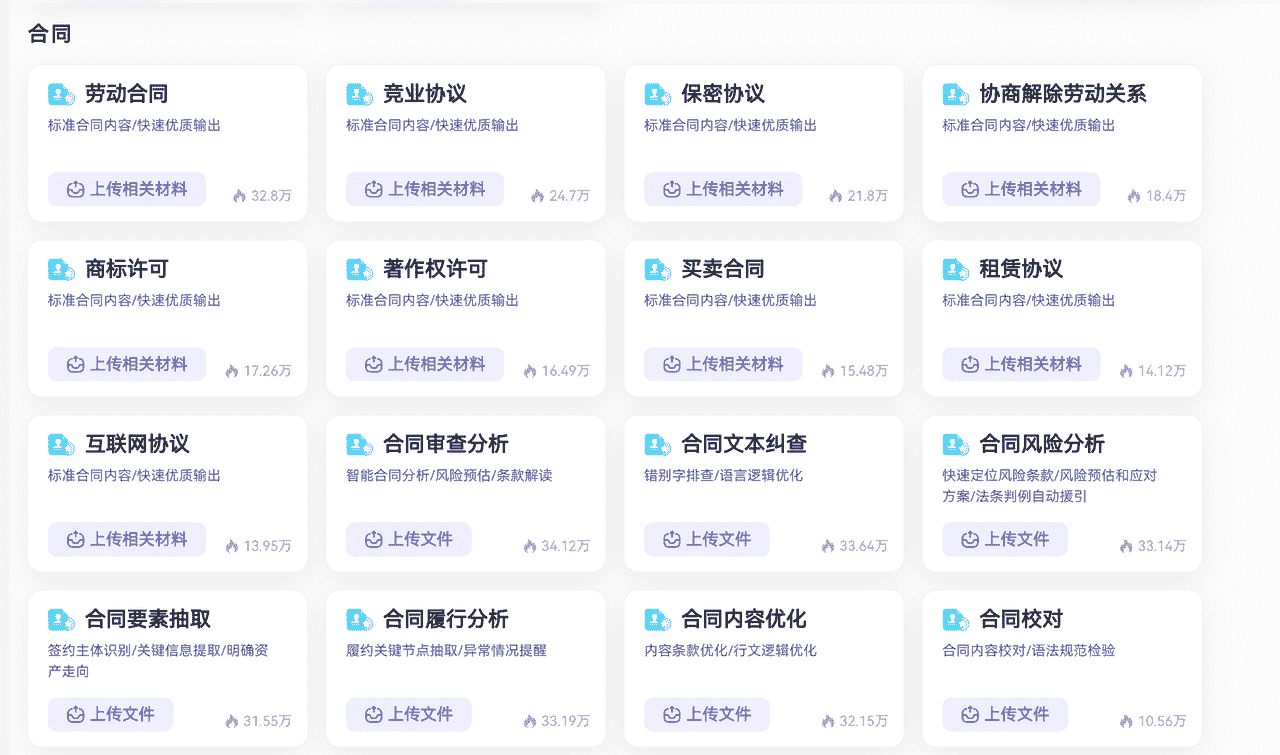 合同
劳动合同
标准合同内容/快速优质输出
上传相关材料
32.8万
竞业协议
标准合同内容/快速优质输出
上传相关材料
24.7万
保密协议
标准合同内容/快速优质输出
上传相关材料
21.8万
协商解除劳动关系
标准合同内容/快速优质输出
上传相关材料
18.4万
商标许可
标准合同内容/快速优质输出
上传相关材料
17.26万
著作权许可
标准合同内容/快速优质输出
上传相关材料
16.49万
买卖合同
标准合同内容/快速优质输出
上传相关材料
15.48万
租赁协议
标准合同内容/快速优质输出
上传相关材料
14.12万
互联网协议
标准合同内容/快速优质输出
上传相关材料
13.95万
合同审查分析
智能合同分析/风险预估/条款解读
上传文件
34.12万
合同文本纠查
错别字排查/语言逻辑优化
上传文件
33.64万
合同风险分析
快速定位风险条款/风险预估和应对
方案/法条判例自动援引
上传文件
33.14万
合同要素抽取
签约主体识别/关键信息提取/明确资
产走向
上传文件
31.55万
合同履行分析
履约关键节点抽取/异常情况提醒
上传文件
33.19万
合同内容优化
内容条款优化/行文逻辑优化
上传文件
32.15万
合同校对
合同内容校对/语法规范检验
上传文件
10.56万